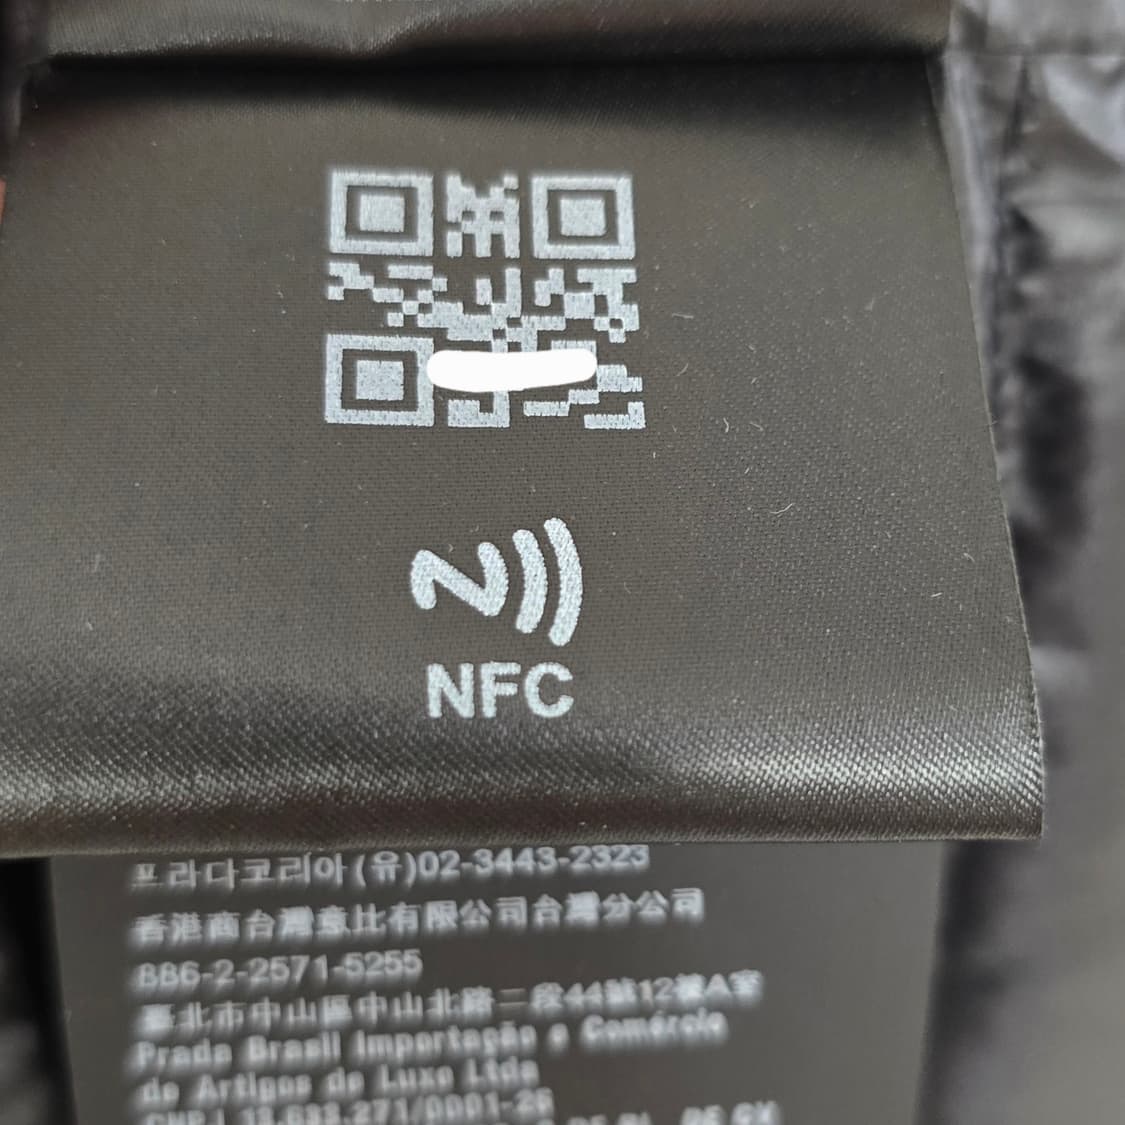 NFC
프라다코리아(유)02-3443-2323
香港商台灣意比有限公司台灣分公司
886-2-2571-5255
臺北市中山區中山北路二段44號12樓A室
Prada Brasil Importação e Comércio
de Artigos de Luxo Ltda
CNPJ